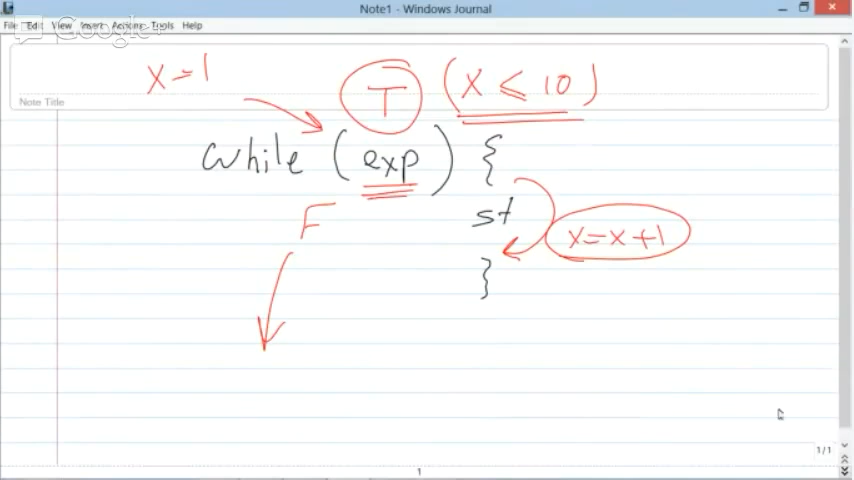 Note1 - Windows Journal
File Edit View Insert Actions Tools Help
Google+
x=1 T (x ≤ 10)
Note Title
while (exp) {
F st
x=x+1
}
1/1
1